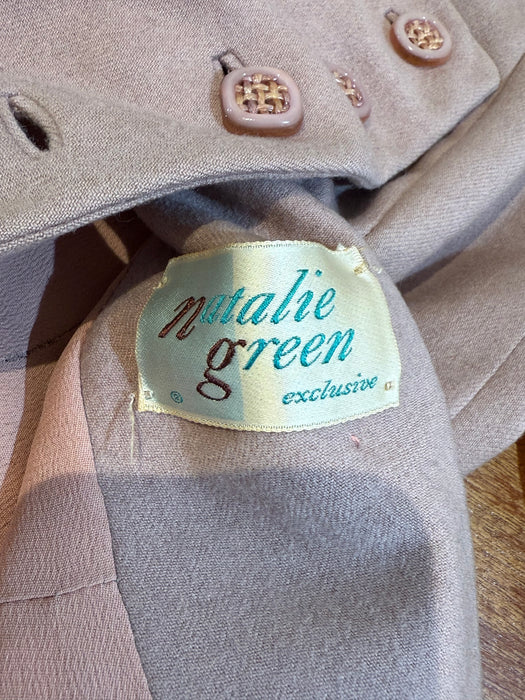 natalie
green
® exclusive